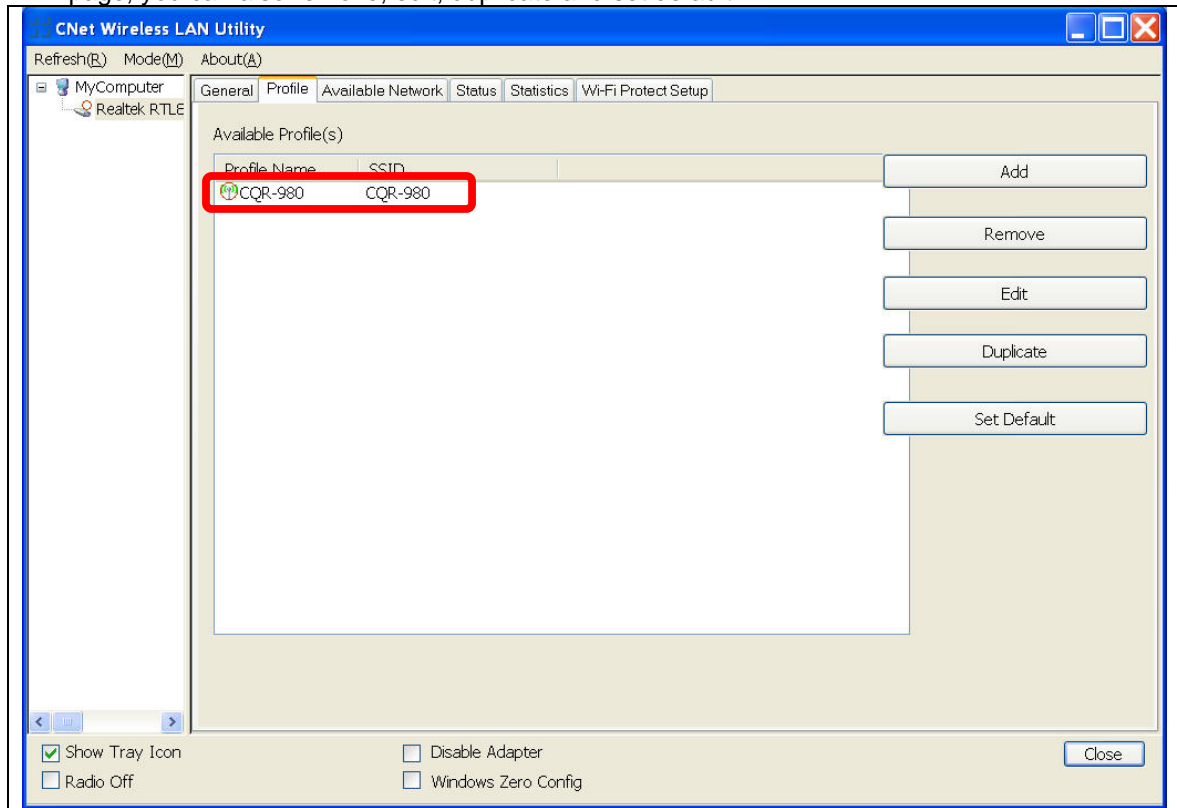 CNet Wireless LAN Utility
Refresh(R) Mode(M) About(A)
MyComputer
Realtek RTL
General Profile Available Network Status Statistics Wi-Fi Protect Setup
Available Profile(s)
Profile Name SSID
CQR-980 CQR-980
Add
Remove
Edit
Duplicate
Set Default
Show Tray Icon Disable Adapter Close
Radio Off Windows Zero Config